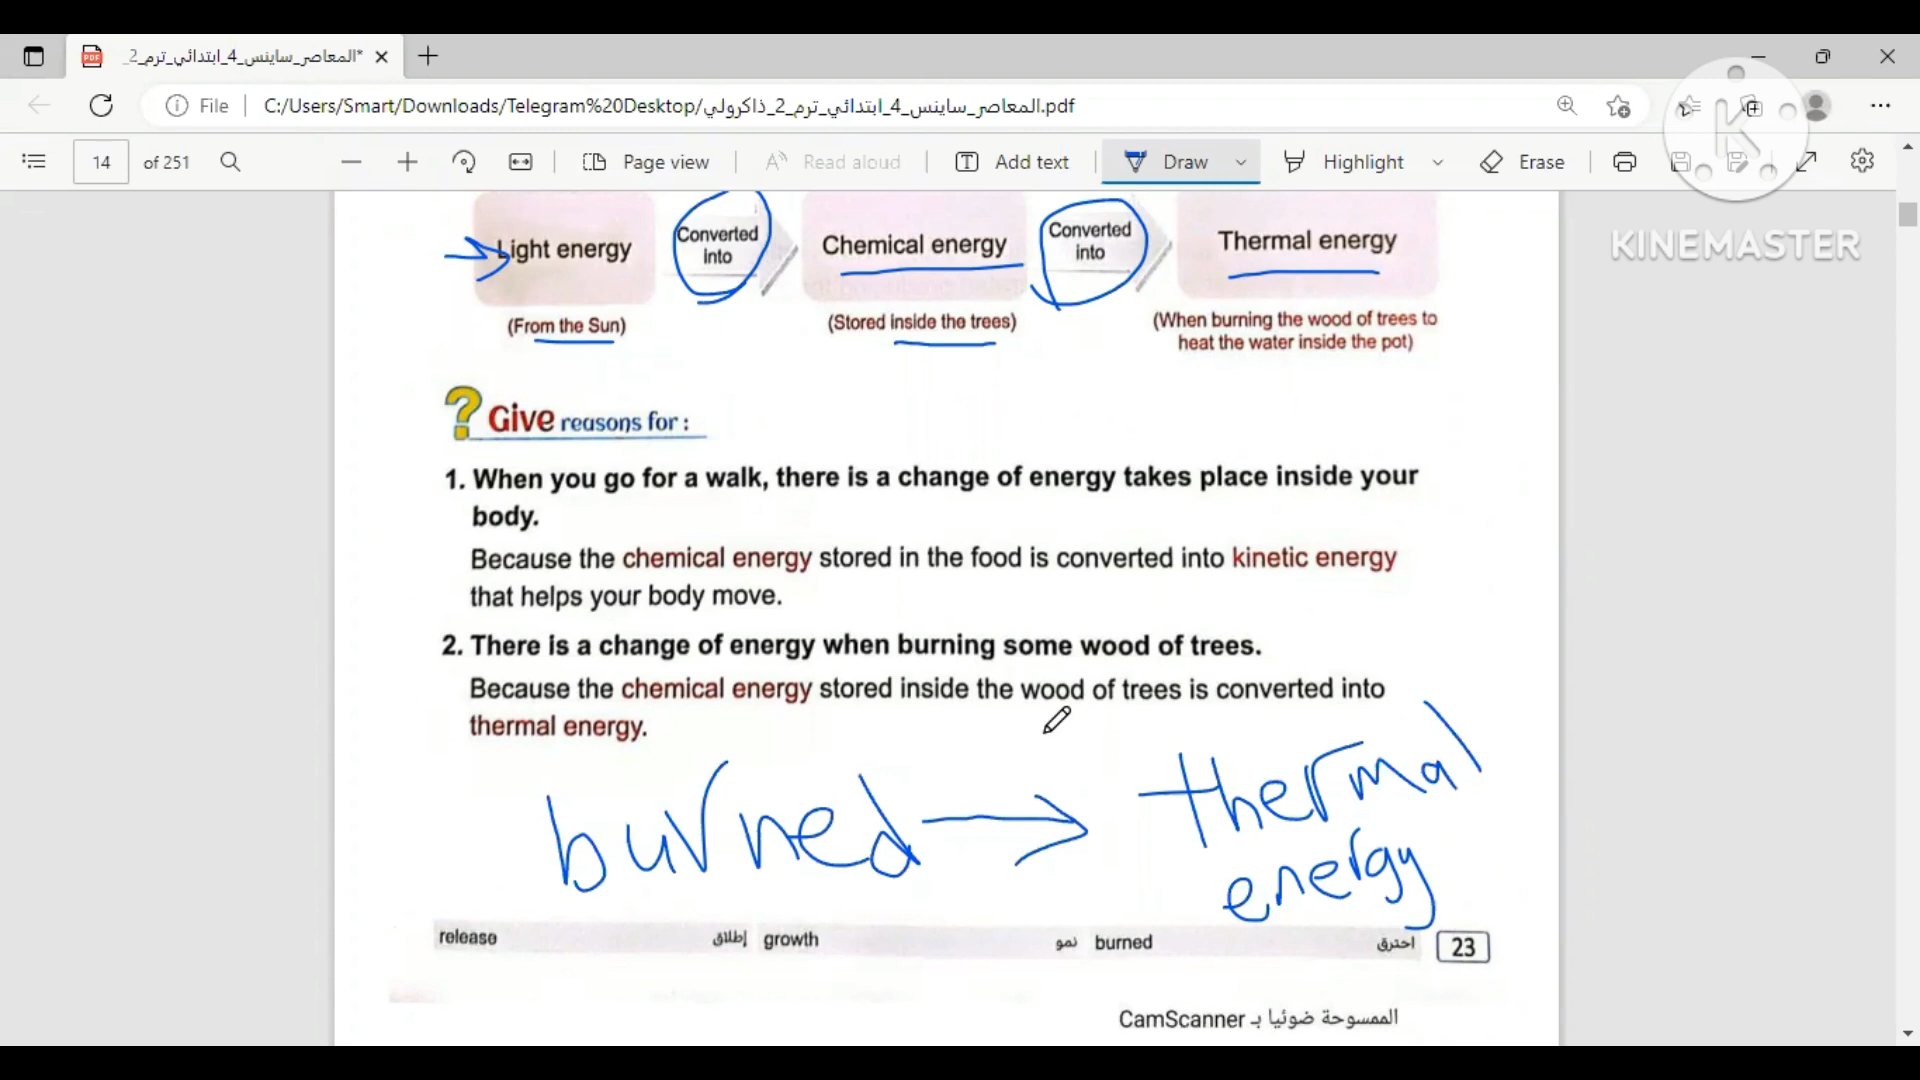 المعاصر_ساينس_4_ابتدائي_ترم_2_*
File C:/Users/Smart/Downloads/Telegram%20Desktop/المعاصر_ساينس_4_ابتدائي_ترم_2_ذاكرولي.pdf
14 of 251 Page view Read aloud Add text Draw Highlight Erase
KINEMASTER
Light energy Converted into Chemical energy Converted into Thermal energy
(From the Sun) (Stored inside the trees) (When burning the wood of trees to
heat the water inside the pot)
? Give reasons for :
1. When you go for a walk, there is a change of energy takes place inside your
body.
Because the chemical energy stored in the food is converted into kinetic energy
that helps your body move.
2. There is a change of energy when burning some wood of trees.
Because the chemical energy stored inside the wood of trees is converted into
thermal energy.
burned → thermal
energy
release إطلاق growth نمو burned احترق 23
الممسوحة ضوئيا بـ CamScanner